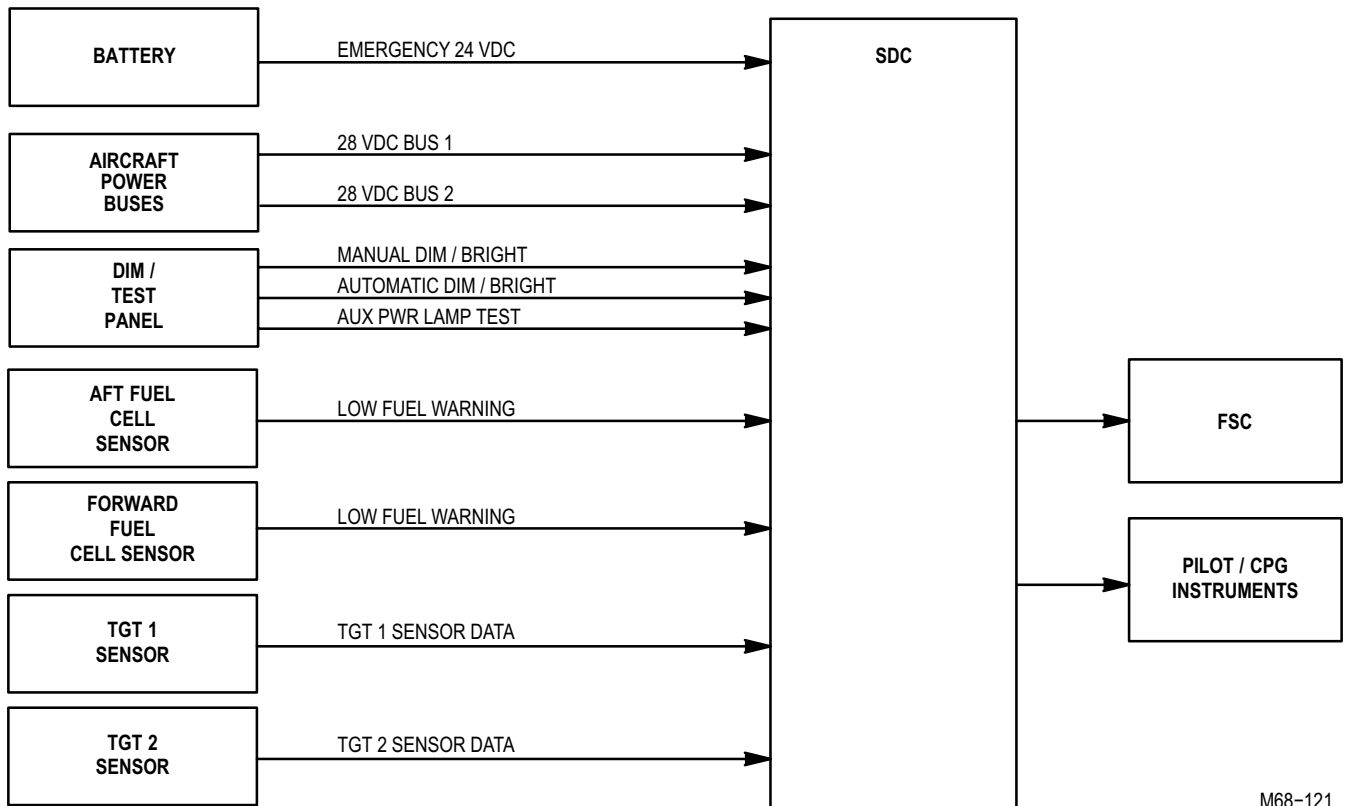 BATTERY
EMERGENCY 24 VDC
SDC
AIRCRAFT
POWER
BUSES
28 VDC BUS 1
28 VDC BUS 2
DIM /
TEST
PANEL
MANUAL DIM / BRIGHT
AUTOMATIC DIM / BRIGHT
AUX PWR LAMP TEST
AFT FUEL
CELL
SENSOR
LOW FUEL WARNING
FSC
FORWARD
FUEL
CELL SENSOR
LOW FUEL WARNING
PILOT / CPG
INSTRUMENTS
TGT 1
SENSOR
TGT 1 SENSOR DATA
TGT 2
SENSOR
TGT 2 SENSOR DATA
M68-121